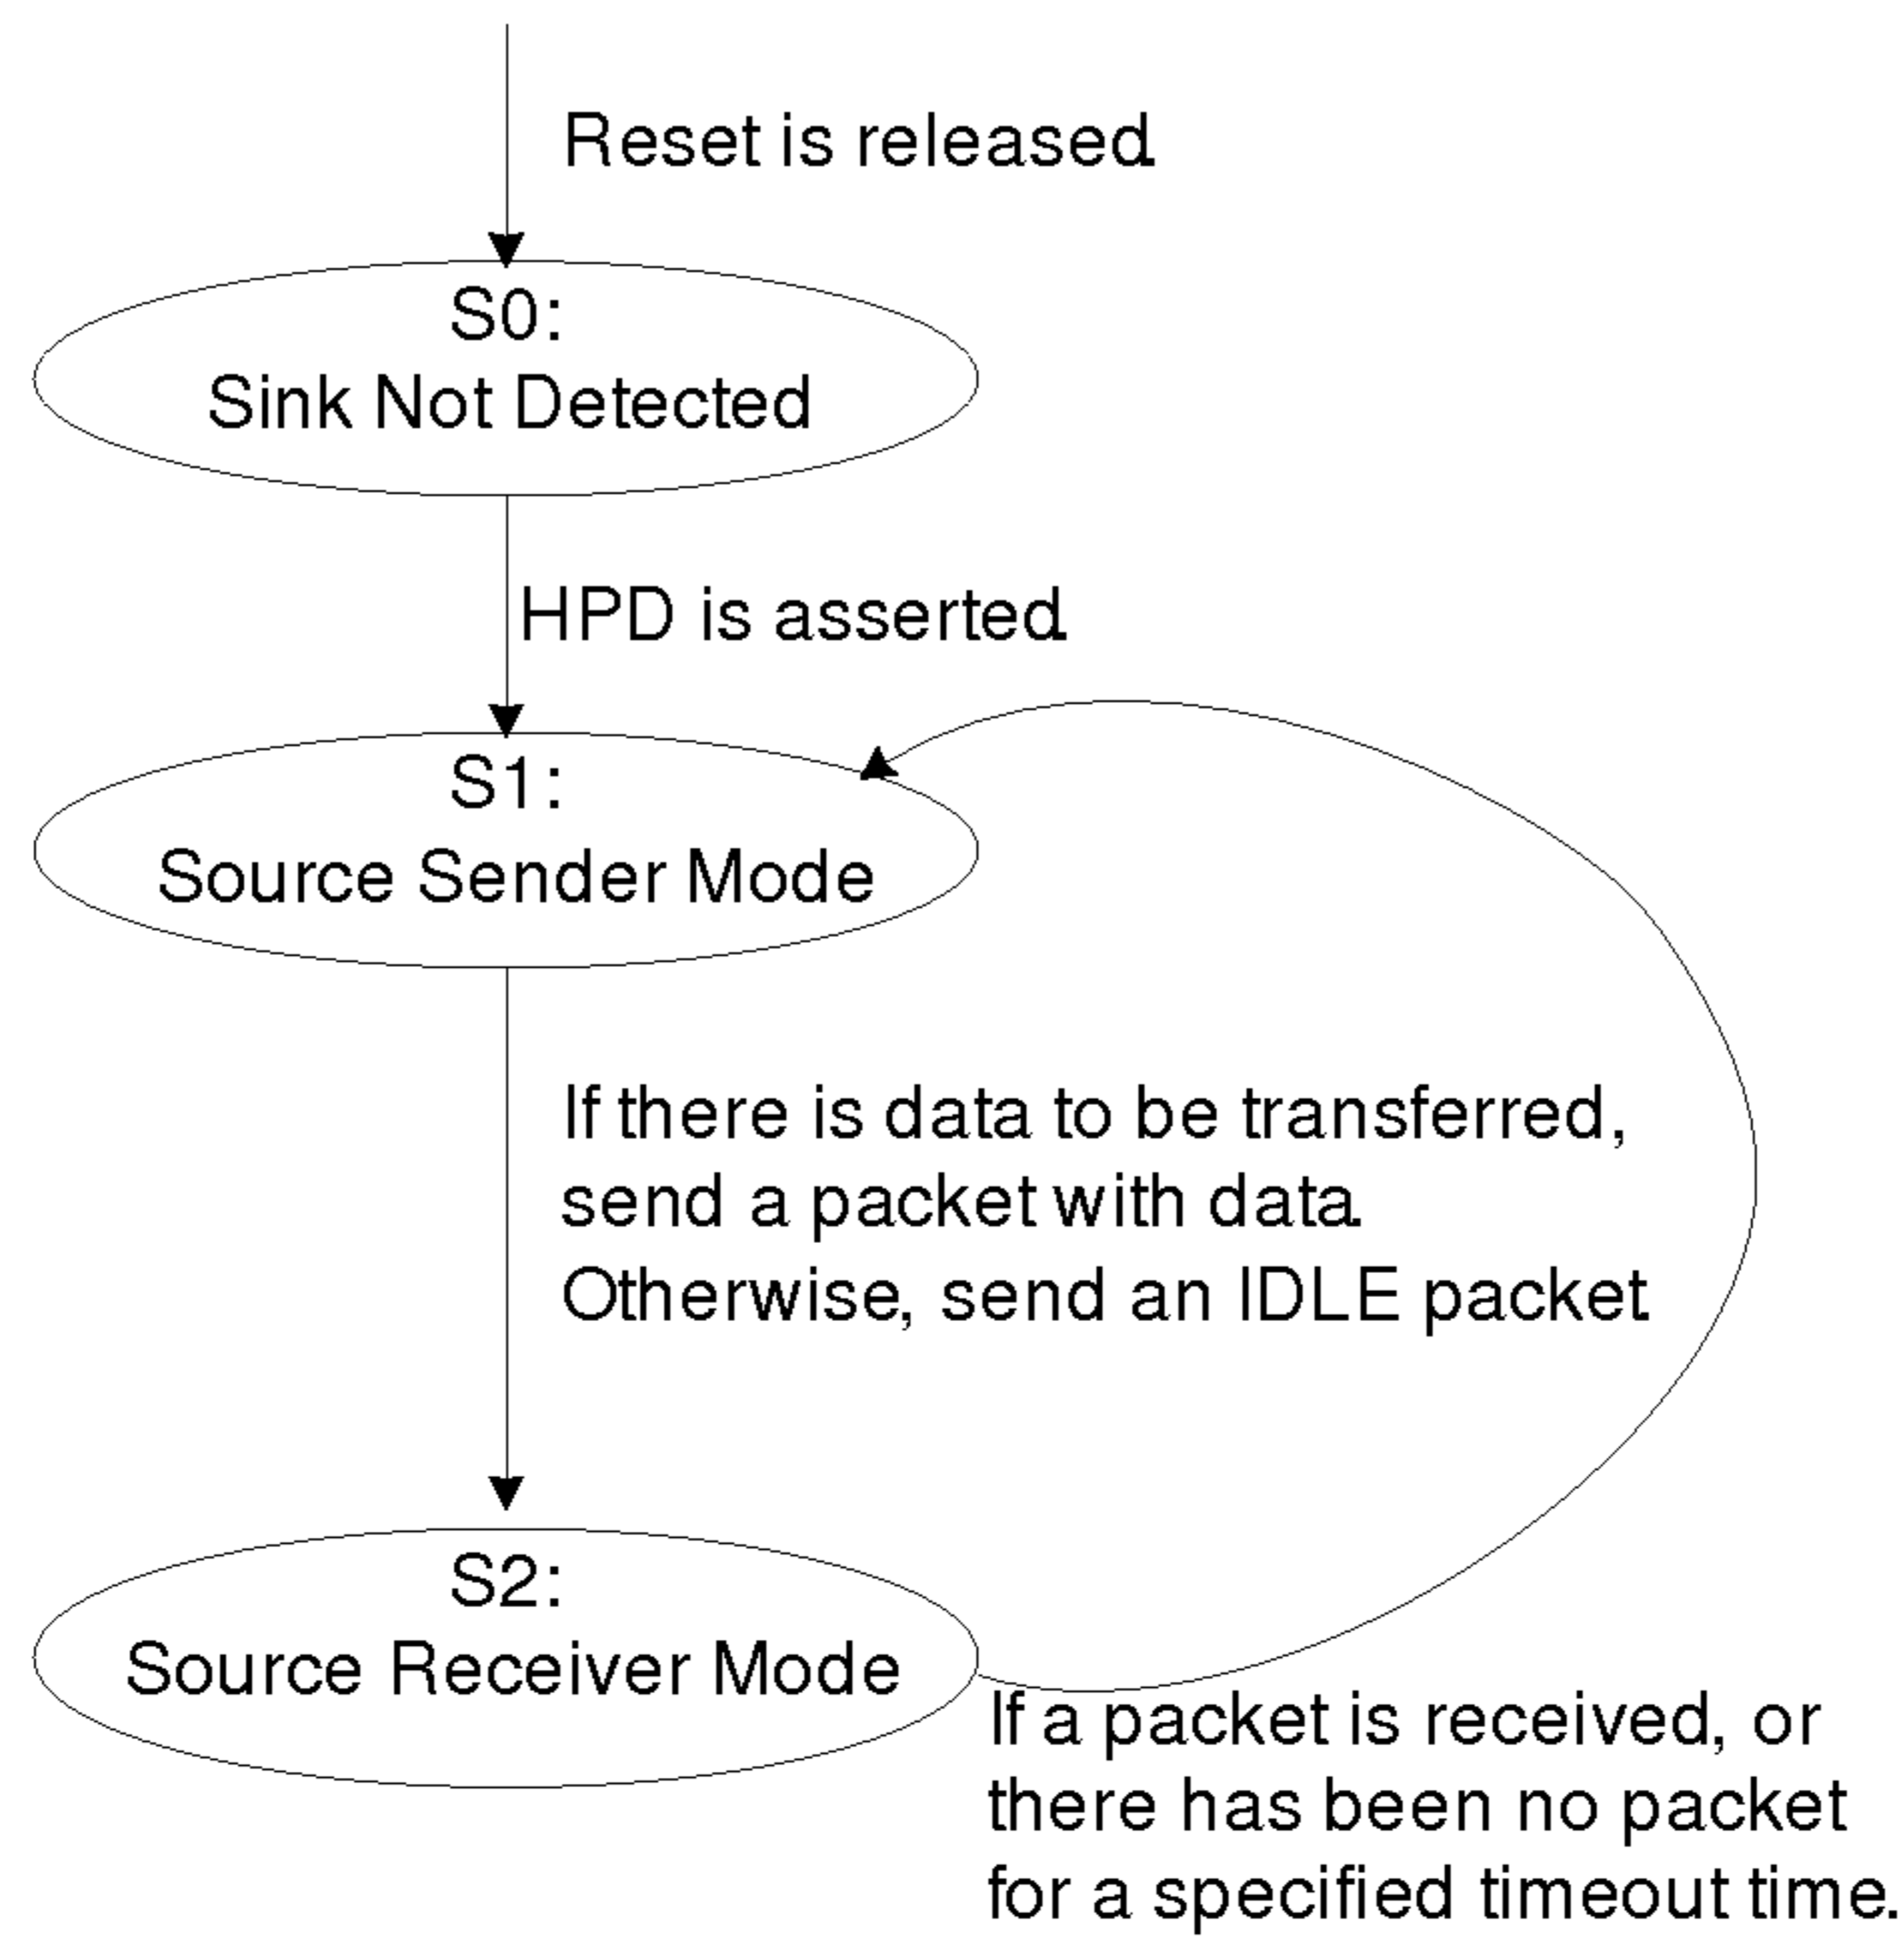 Reset is released.
S0:
Sink Not Detected
HPD is asserted.
S1:
Source Sender Mode
If there is data to be transferred,
send a packet with data.
Otherwise, send an IDLE packet.
S2:
Source Receiver Mode
If a packet is received, or
there has been no packet
for a specified timeout time.